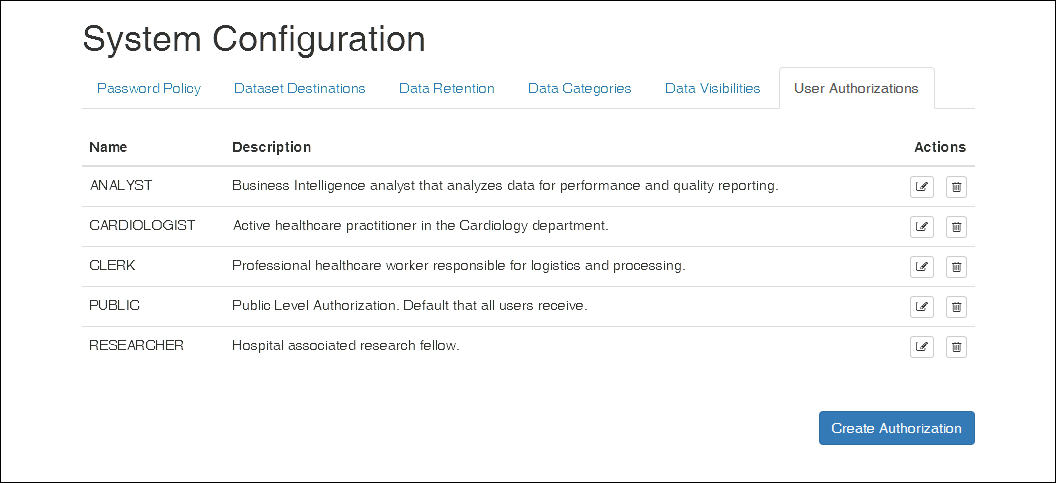 System Configuration
Password Policy Dataset Destinations Data Retention Data Categories Data Visibilities User Authorizations
Name Description Actions
ANALYST Business Intelligence analyst that analyzes data for performance and quality reporting.
CARDIOLOGIST Active healthcare practitioner in the Cardiology department.
CLERK Professional healthcare worker responsible for logistics and processing.
PUBLIC Public Level Authorization. Default that all users receive.
RESEARCHER Hospital associated research fellow.
Create Authorization